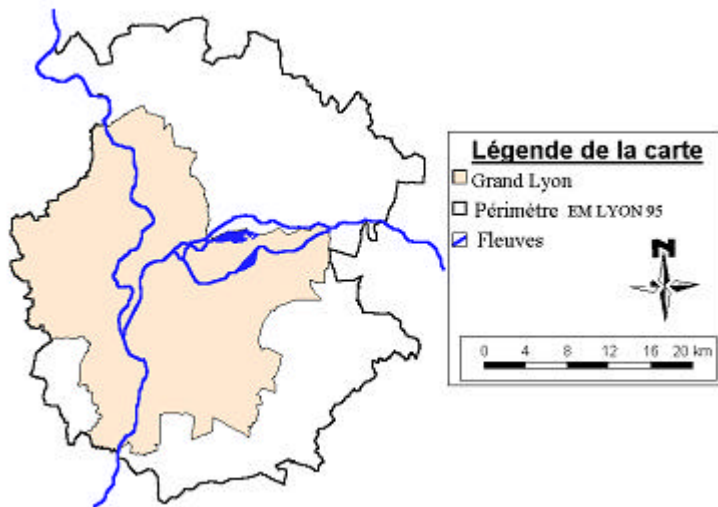 Légende de la carte
Grand Lyon
Périmètre EM LYON 95
Fleuves
N
0 4 8 12 16 20 km